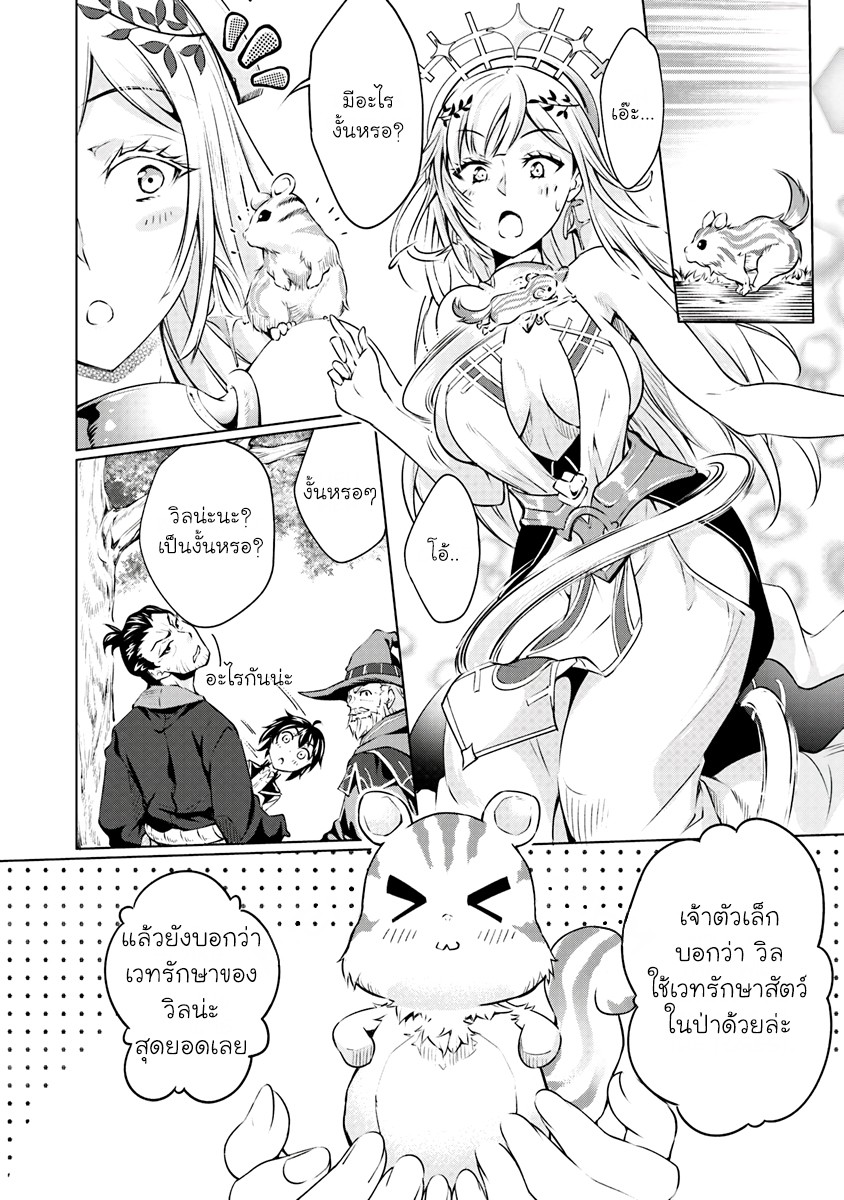 เอ๊ะ...
มีอะไร
งั้นหรอ?
โอ้..
งั้นหรอๆ
วิลน่ะนะ?
เป็นงั้นหรอ?
อะไรกันน่ะ
เจ้าตัวเล็ก
บอกว่า วิล
ใช้เวทรักษาสัตว์
ในป่าด้วยล่ะ
แล้วยังบอกว่า
เวทรักษาของ
วิลน่ะ
สุดยอดเลย